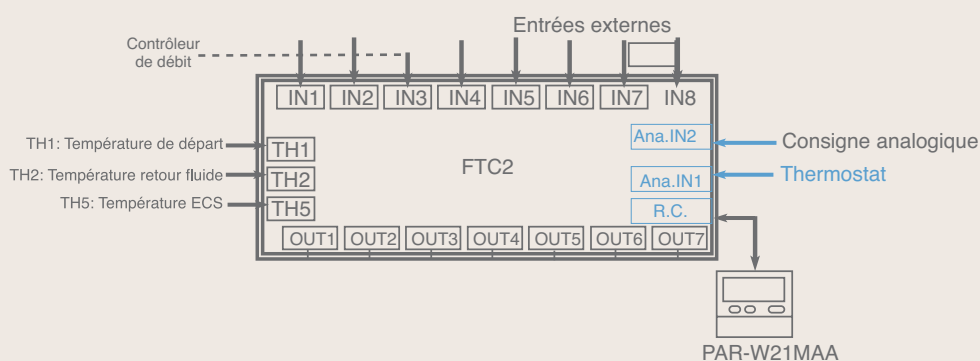 Entrées externes
Contrôleur
de débit
IN1 IN2 IN3 IN4 IN5 IN6 IN7 IN8
TH1: Température de départ
TH1
Ana.IN2
Consigne analogique
FTC2
TH2: Température retour fluide
TH2
Ana.IN1
Thermostat
TH5: Température ECS
TH5
R.C.
OUT1 OUT2 OUT3 OUT4 OUT5 OUT6 OUT7
PAR-W21MAA